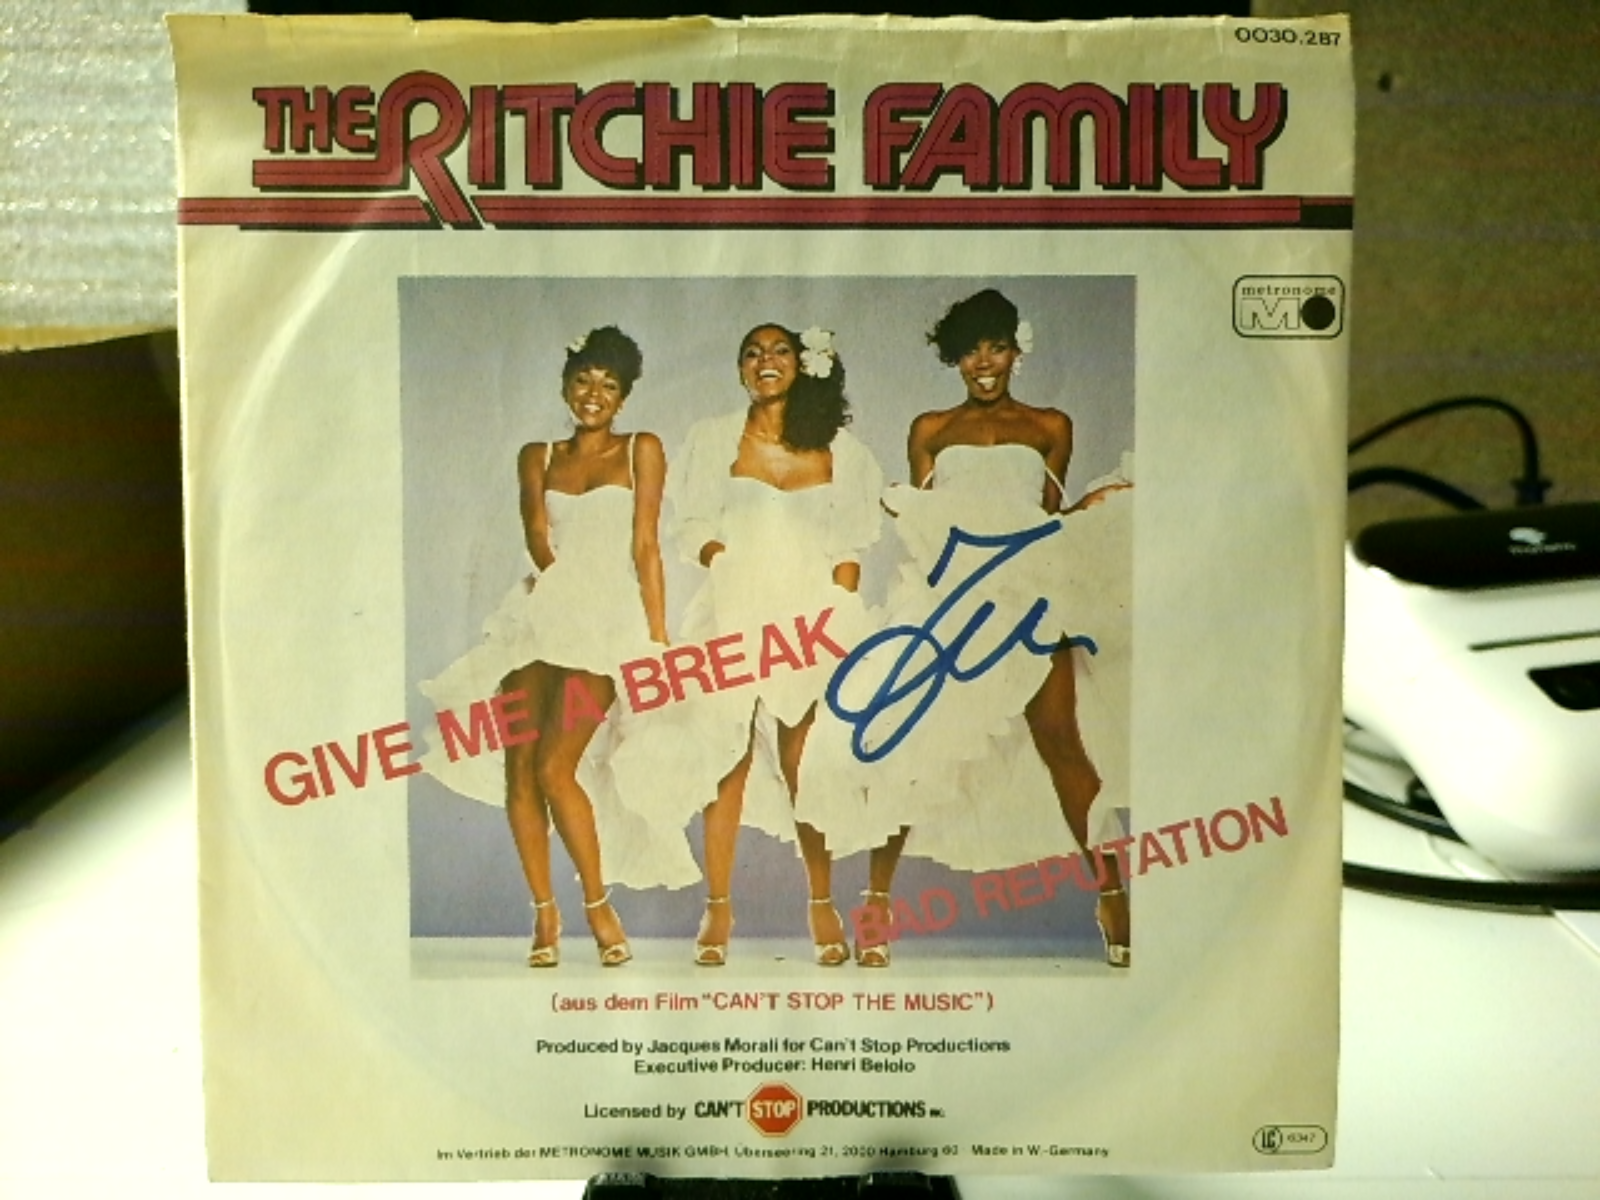 0030.287
THE RITCHIE FAMILY
metronome
GIVE ME A BREAK
BAD REPUTATION
(aus dem Film "CAN'T STOP THE MUSIC")
Produced by Jacques Morali for Can't Stop Productions
Executive Producer: Henri Belolo
Licensed by CAN'T STOP PRODUCTIONS INC.
LC 6347
Im Vertrieb der METRONOME MUSIK GMBH, Überseering 21, 2000 Hamburg 60 · Made in W.-Germany